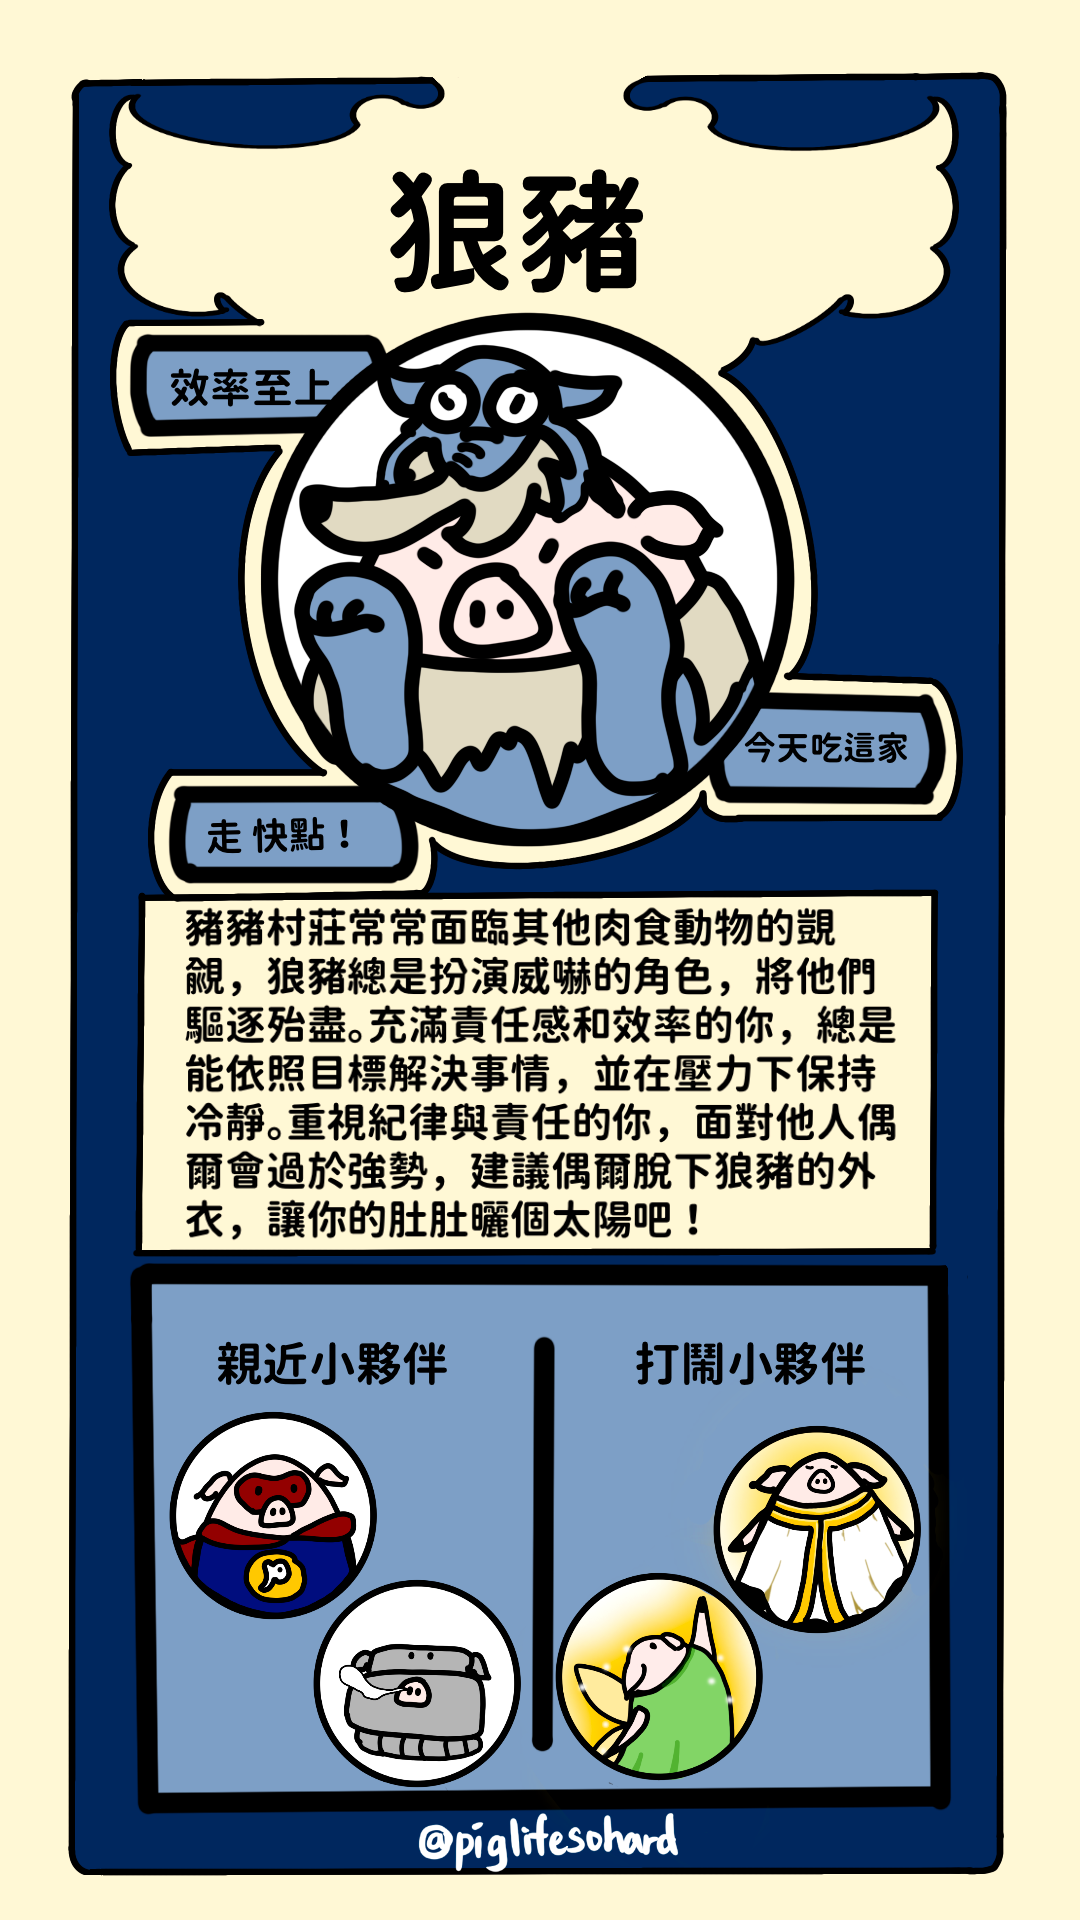 狼豬
效率至上
今天吃這家
走 快點！
豬豬村莊常常面臨其他肉食動物的覬
覦，狼豬總是扮演威嚇的角色，將他們
驅逐殆盡。充滿責任感和效率的你，總是
能依照目標解決事情，並在壓力下保持
冷靜。重視紀律與責任的你，面對他人偶
爾會過於強勢，建議偶爾脫下狼豬的外
衣，讓你的肚肚曬個太陽吧！
親近小夥伴
打鬧小夥伴
@piglifesohard